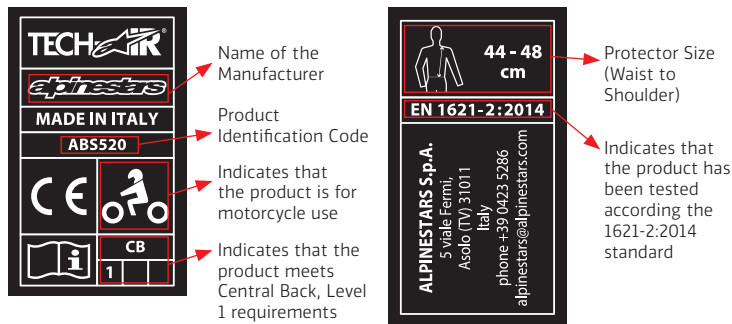 TECH-AIR®
alpinestars
MADE IN ITALY
ABS520
CE
i
CB
1
Name of the
Manufacturer
Product
Identification Code
Indicates that
the product is for
motorcycle use
Indicates that the
product meets
Central Back, Level
1 requirements
44 - 48
cm
EN 1621-2:2014
ALPINESTARS S.p.A.
5 viale Fermi,
Asolo (TV) 31011
Italy
phone +39 0423 5286
alpinestars@alpinestars.com
Protector Size
(Waist to
Shoulder)
Indicates that
the product has
been tested
according the
1621-2:2014
standard